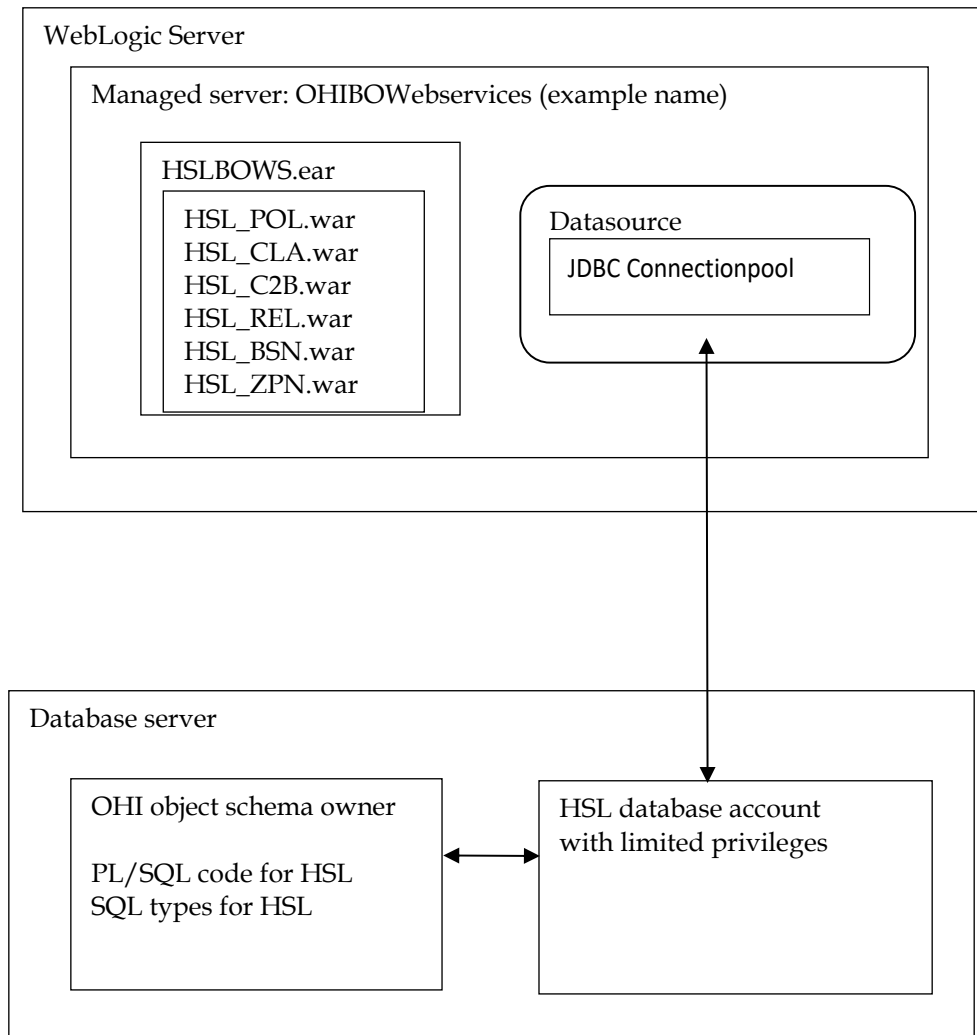 WebLogic Server
Managed server: OHIBOWebservices (example name)
HSLBOWS.ear
HSL_POL.war
HSL_CLA.war
HSL_C2B.war
HSL_REL.war
HSL_BSN.war
HSL_ZPN.war
Datasource
JDBC Connectionpool
Database server
OHI object schema owner
PL/SQL code for HSL
SQL types for HSL
HSL database account
with limited privileges